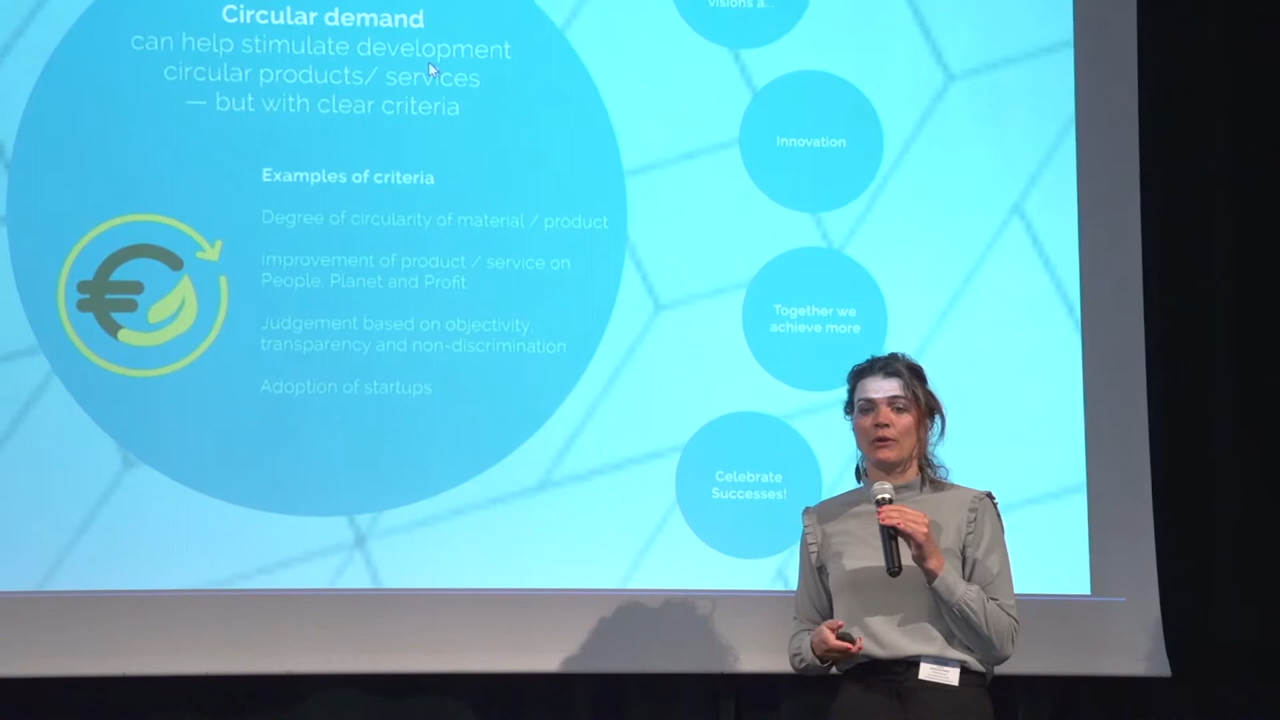 Circular demand
can help stimulate development
circular products/ services
— but with clear criteria
Examples of criteria
Degree of circularity of material / product
Improvement of product / service on
People, Planet and Profit
Judgement based on objectivity,
transparency and non-discrimination
Adoption of startups
visions a...
Innovation
Together we
achieve more
Celebrate
Successes!